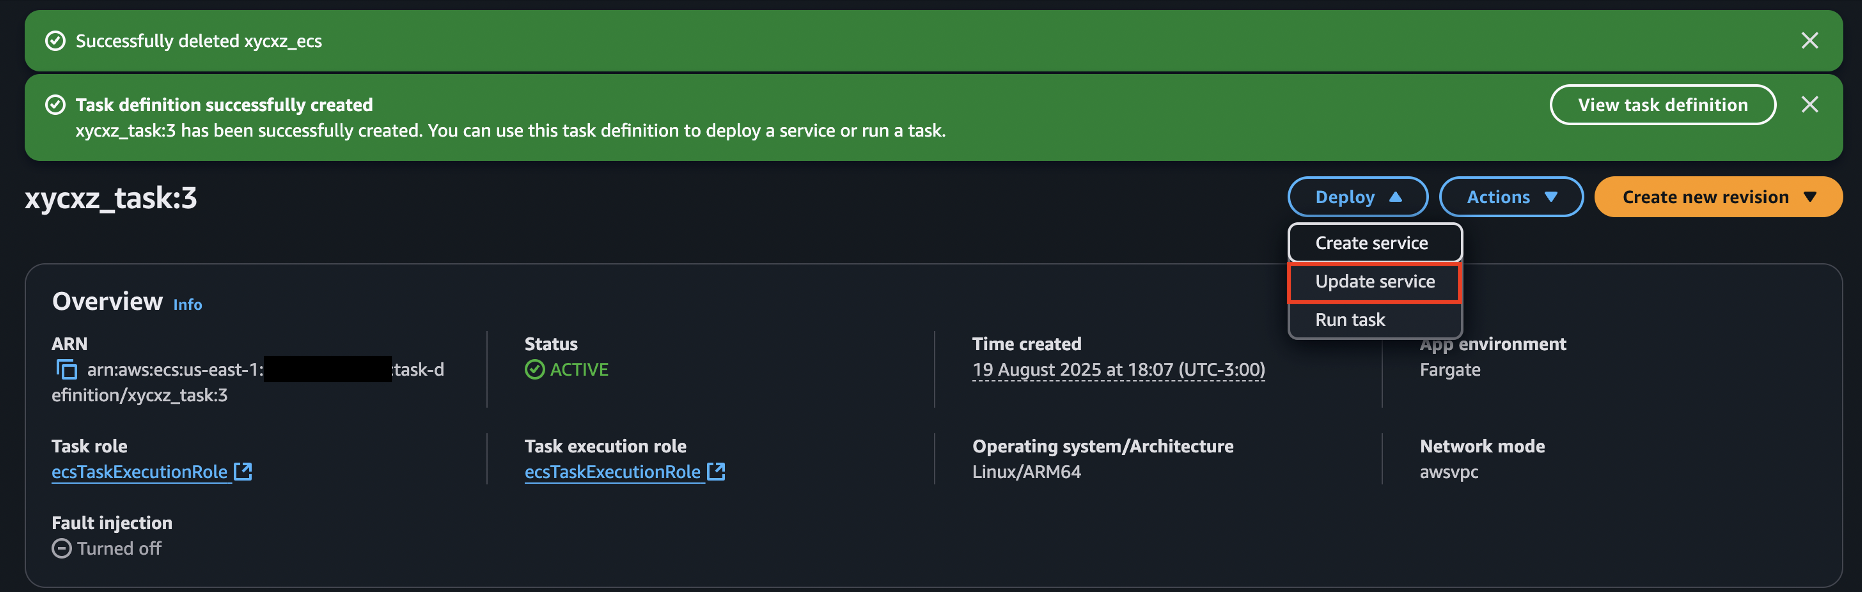 Successfully deleted xycxz_ecs
Task definition successfully created
View task definition
xycxz_task:3 has been successfully created. You can use this task definition to deploy a service or run a task.
xycxz_task:3
Deploy
Actions
Create new revision
Create service
Update service
Run task
Overview Info
ARN
arn:aws:ecs:us-east-1: :task-d
efinition/xycxz_task:3
Status
ACTIVE
Time created
19 August 2025 at 18:07 (UTC-3:00)
App environment
Fargate
Task role
ecsTaskExecutionRole
Task execution role
ecsTaskExecutionRole
Operating system/Architecture
Linux/ARM64
Network mode
awsvpc
Fault injection
Turned off